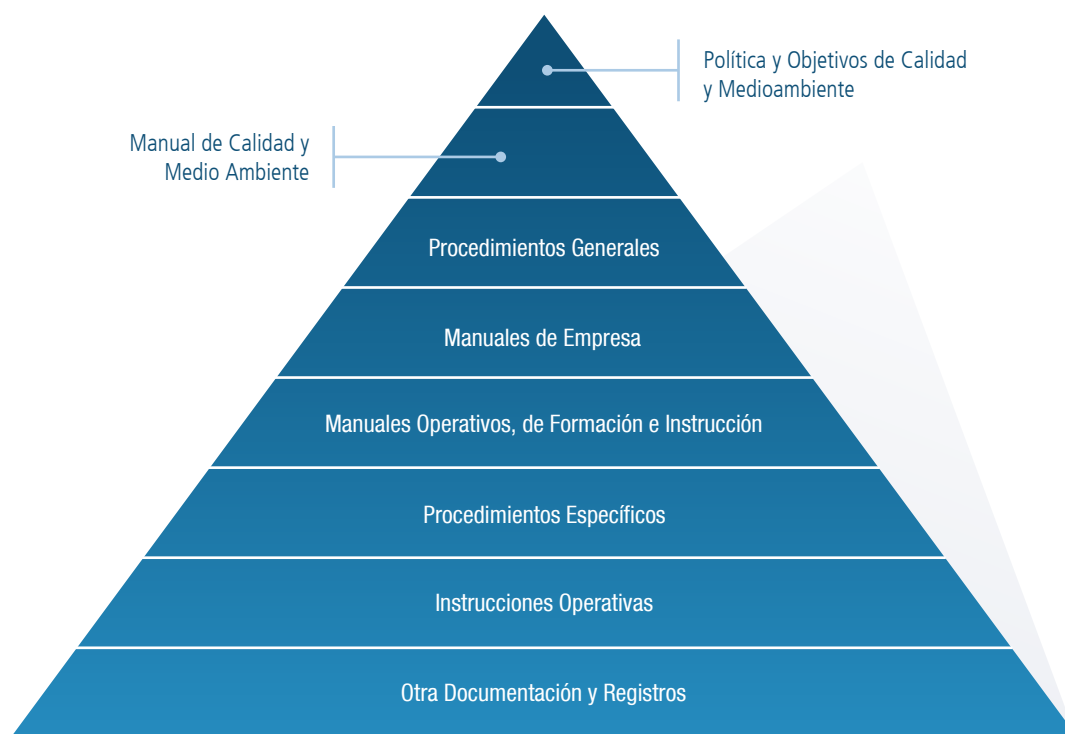 Política y Objetivos de Calidad
y Medioambiente
Manual de Calidad y
Medio Ambiente
Procedimientos Generales
Manuales de Empresa
Manuales Operativos, de Formación e Instrucción
Procedimientos Específicos
Instrucciones Operativas
Otra Documentación y Registros